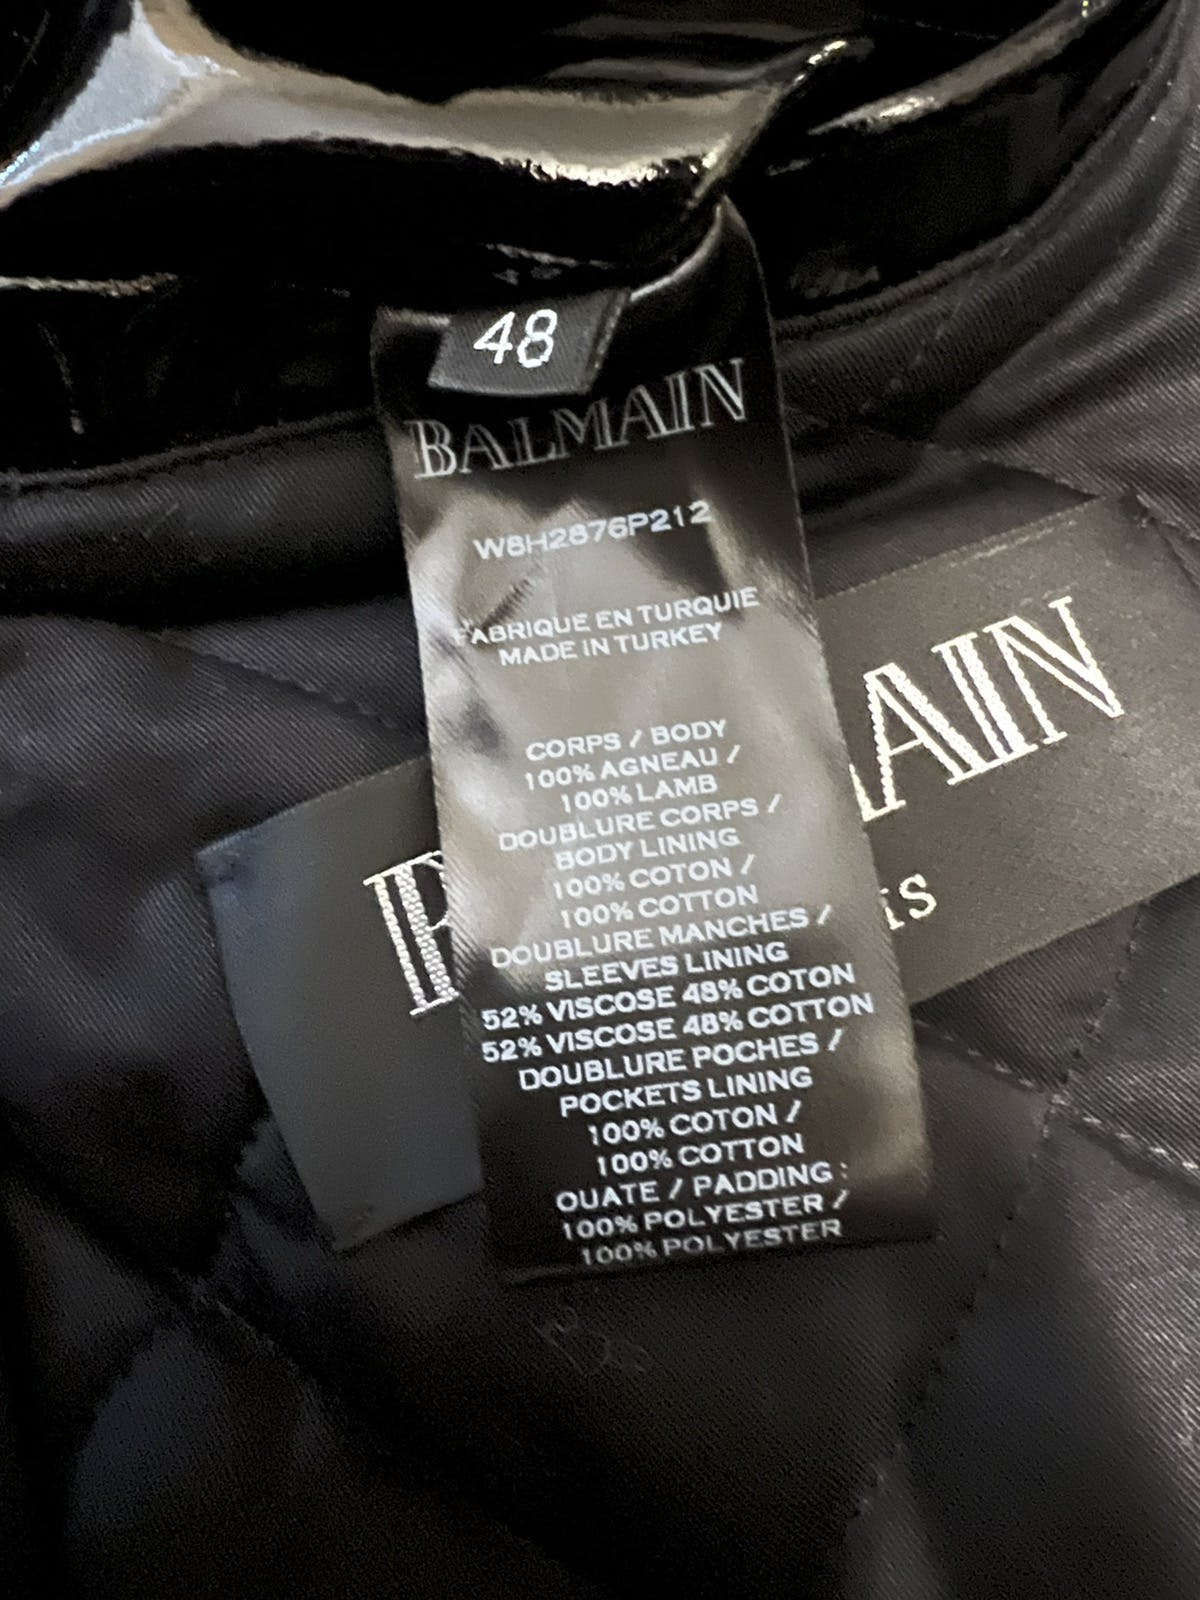 48
BALMAIN
W8H2876P212
FABRIQUE EN TURQUIE
MADE IN TURKEY
CORPS / BODY
100% AGNEAU /
100% LAMB
DOUBLURE CORPS /
BODY LINING
100% COTON /
100% COTTON
DOUBLURE MANCHES /
SLEEVES LINING
52% VISCOSE 48% COTON
52% VISCOSE 48% COTTON
DOUBLURE POCHES /
POCKETS LINING
100% COTON /
100% COTTON
OUATE / PADDING :
100% POLYESTER /
100% POLYESTER